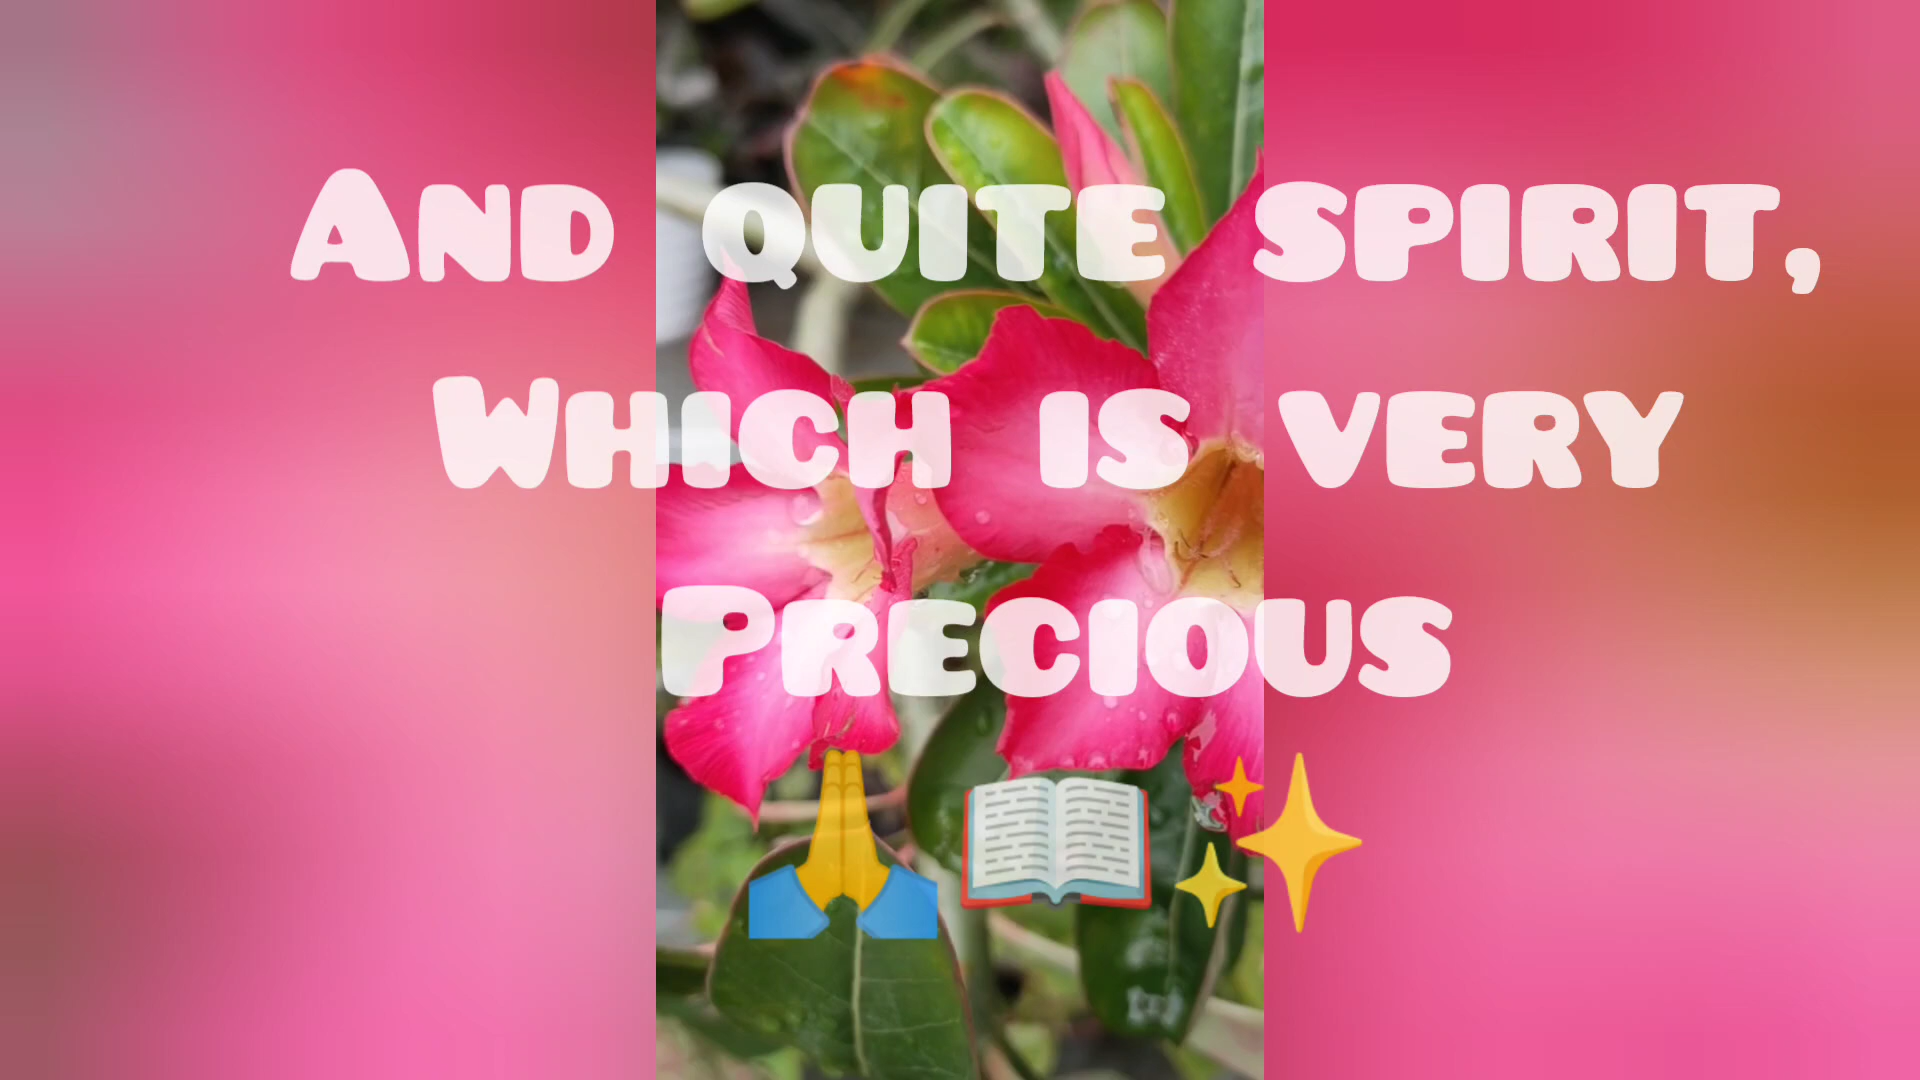 And quite spirit,
Which is very
Precious
🙏📖✨